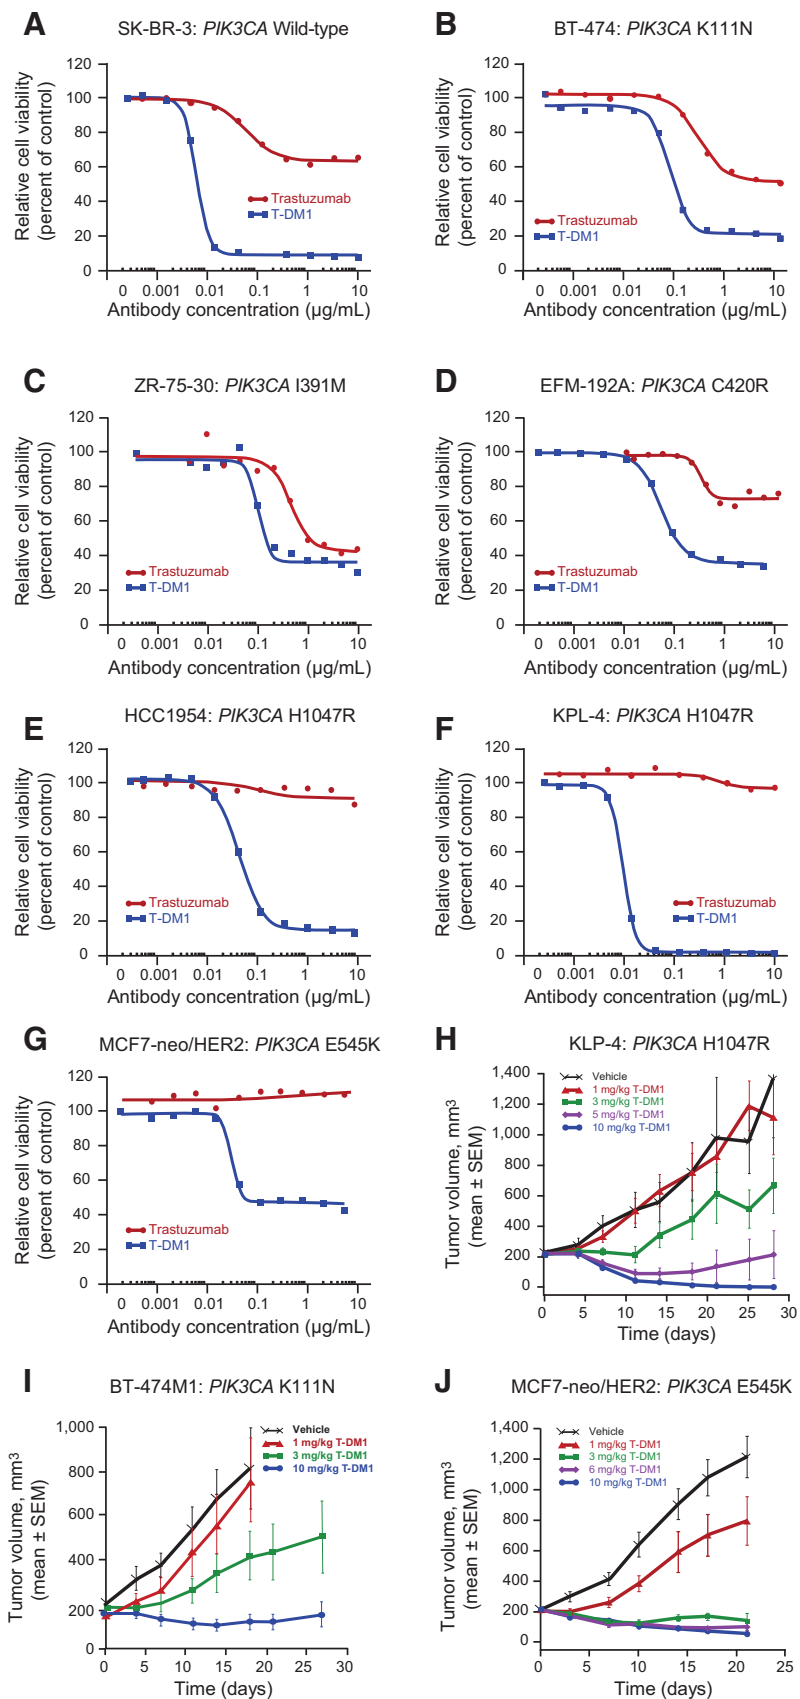 A
SK-BR-3: PIK3CA Wild-type
Relative cell viability
(percent of control)
120
100
80
60
40
20
0
Trastuzumab
T-DM1
0 0.001 0.01 0.1 1 10
Antibody concentration (µg/mL)
B
BT-474: PIK3CA K111N
Relative cell viability
(percent of control)
120
100
80
60
40
20
0
Trastuzumab
T-DM1
0 0.001 0.01 0.1 1 10
Antibody concentration (µg/mL)
C
ZR-75-30: PIK3CA I391M
Relative cell viability
(percent of control)
120
100
80
60
40
20
0
Trastuzumab
T-DM1
0 0.001 0.01 0.1 1 10
Antibody concentration (µg/mL)
D
EFM-192A: PIK3CA C420R
Relative cell viability
(percent of control)
120
100
80
60
40
20
0
Trastuzumab
T-DM1
0 0.001 0.01 0.1 1 10
Antibody concentration (µg/mL)
E
HCC1954: PIK3CA H1047R
Relative cell viability
(percent of control)
120
100
80
60
40
20
0
Trastuzumab
T-DM1
0 0.001 0.01 0.1 1 10
Antibody concentration (µg/mL)
F
KPL-4: PIK3CA H1047R
Relative cell viability
(percent of control)
120
100
80
60
40
20
0
Trastuzumab
T-DM1
0 0.001 0.01 0.1 1 10
Antibody concentration (µg/mL)
G
MCF7-neo/HER2: PIK3CA E545K
Relative cell viability
(percent of control)
120
100
80
60
40
20
0
Trastuzumab
T-DM1
0 0.001 0.01 0.1 1 10
Antibody concentration (µg/mL)
H
KLP-4: PIK3CA H1047R
Tumor volume, mm³
(mean ± SEM)
1,400
1,200
1,000
800
600
400
200
0
Vehicle
1 mg/kg T-DM1
3 mg/kg T-DM1
5 mg/kg T-DM1
10 mg/kg T-DM1
0 5 10 15 20 25 30
Time (days)
I
BT-474M1: PIK3CA K111N
Tumor volume, mm³
(mean ± SEM)
1,000
800
600
400
200
0
Vehicle
1 mg/kg T-DM1
3 mg/kg T-DM1
10 mg/kg T-DM1
0 5 10 15 20 25 30
Time (days)
J
MCF7-neo/HER2: PIK3CA E545K
Tumor volume, mm³
(mean ± SEM)
1,400
1,200
1,000
800
600
400
200
0
Vehicle
1 mg/kg T-DM1
3 mg/kg T-DM1
6 mg/kg T-DM1
10 mg/kg T-DM1
0 5 10 15 20 25
Time (days)